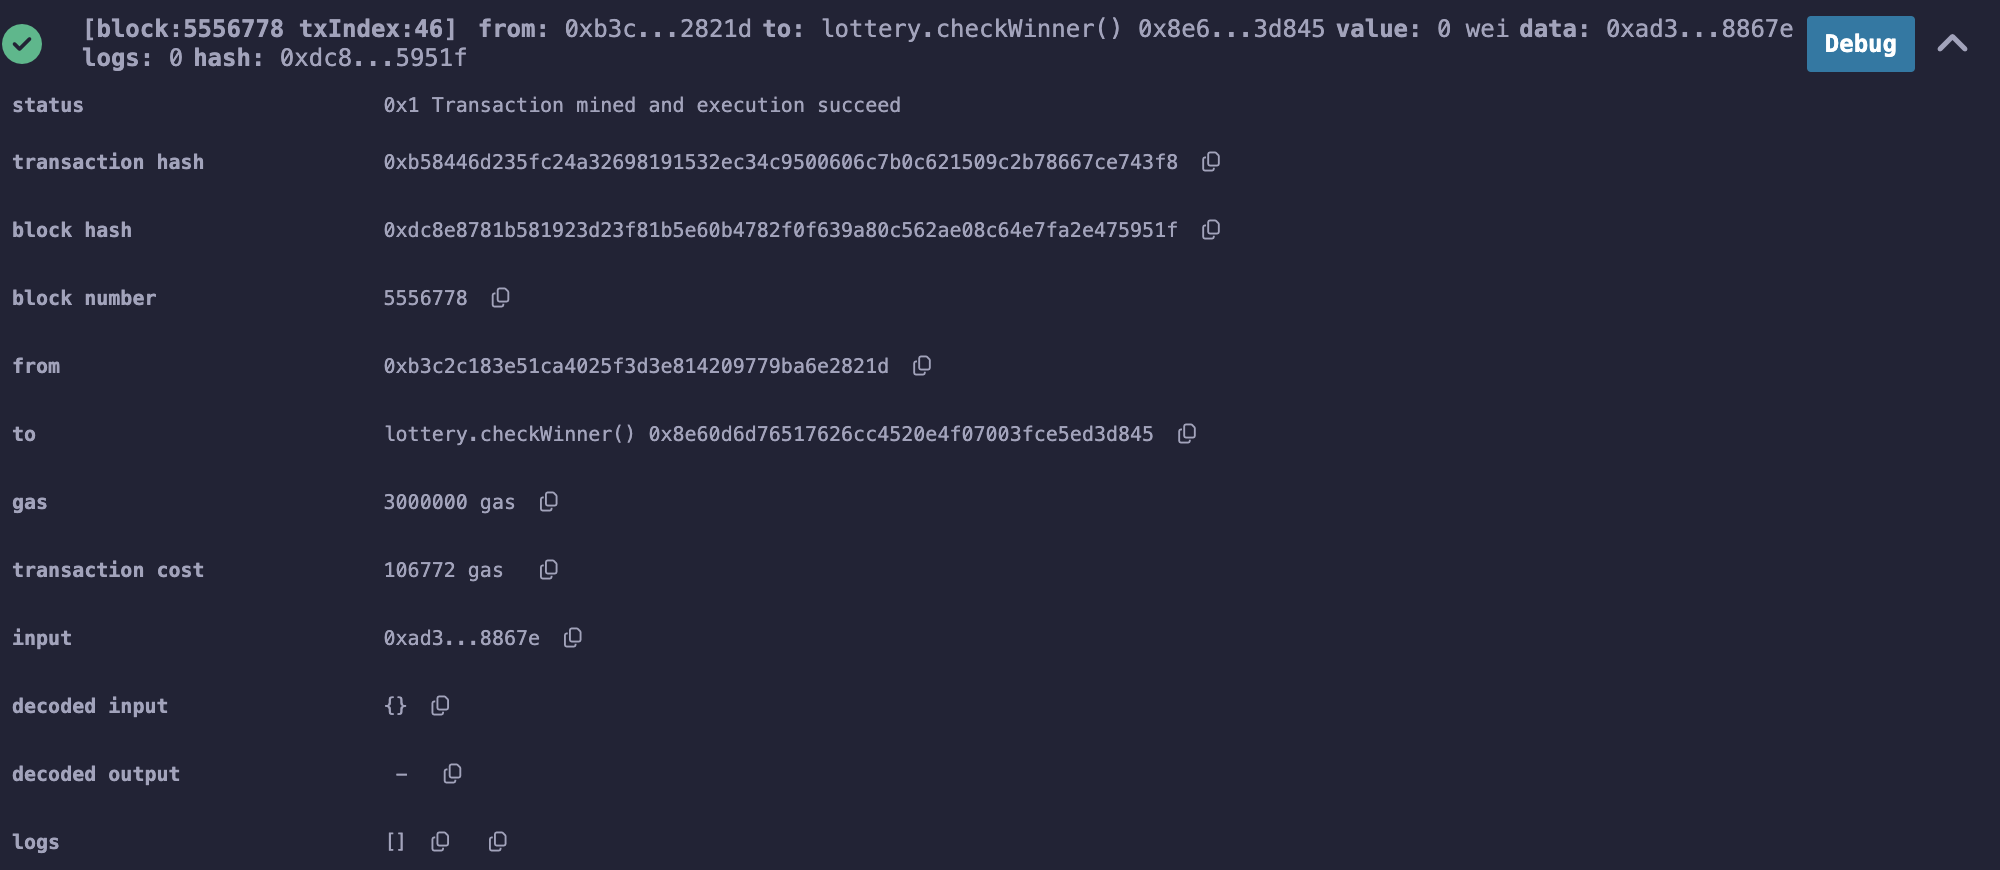 [block:5556778 txIndex:46] from: 0xb3c...2821d to: lottery.checkWinner() 0x8e6...3d845 value: 0 wei data: 0xad3...8867e
logs: 0 hash: 0xdc8...5951f
Debug
status 0x1 Transaction mined and execution succeed
transaction hash 0xb58446d235fc24a32698191532ec34c9500606c7b0c621509c2b78667ce743f8
block hash 0xdc8e8781b581923d23f81b5e60b4782f0f639a80c562ae08c64e7fa2e475951f
block number 5556778
from 0xb3c2c183e51ca4025f3d3e814209779ba6e2821d
to lottery.checkWinner() 0x8e60d6d76517626cc4520e4f07003fce5ed3d845
gas 3000000 gas
transaction cost 106772 gas
input 0xad3...8867e
decoded input {}
decoded output –
logs []